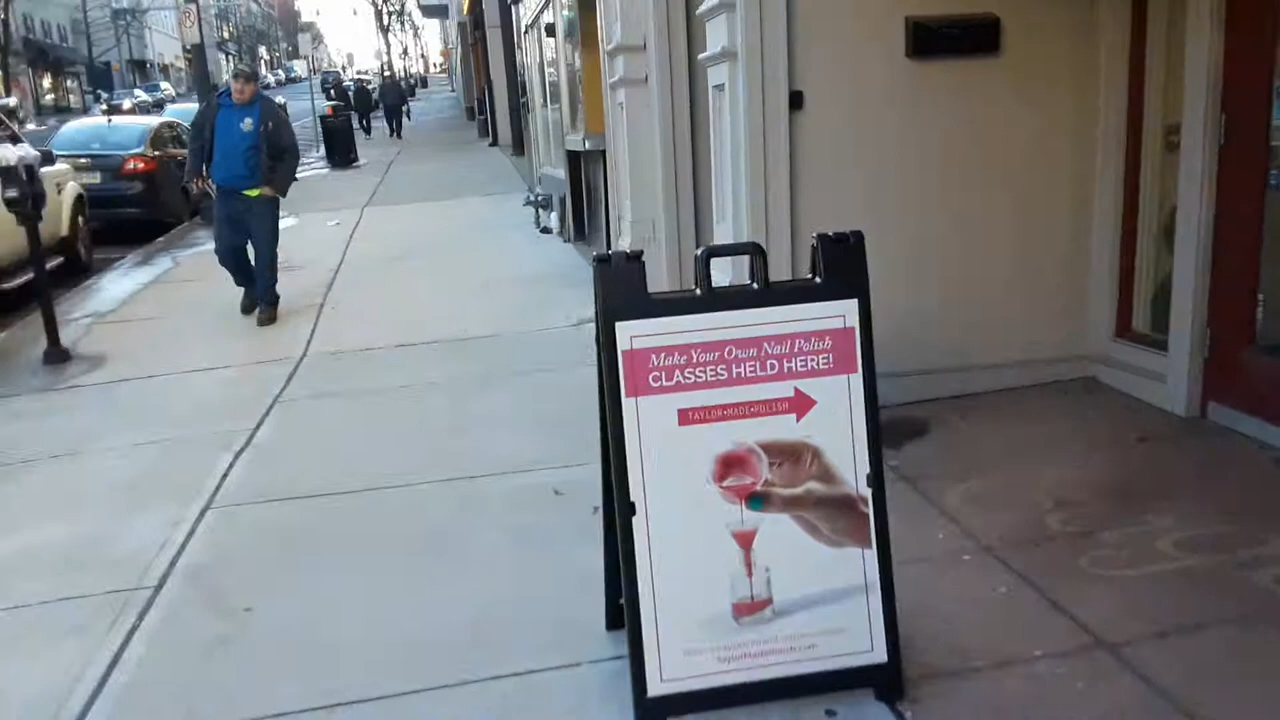 R
Make Your Own Nail Polish
CLASSES HELD HERE!
TAYLOR•MADE•POLISH